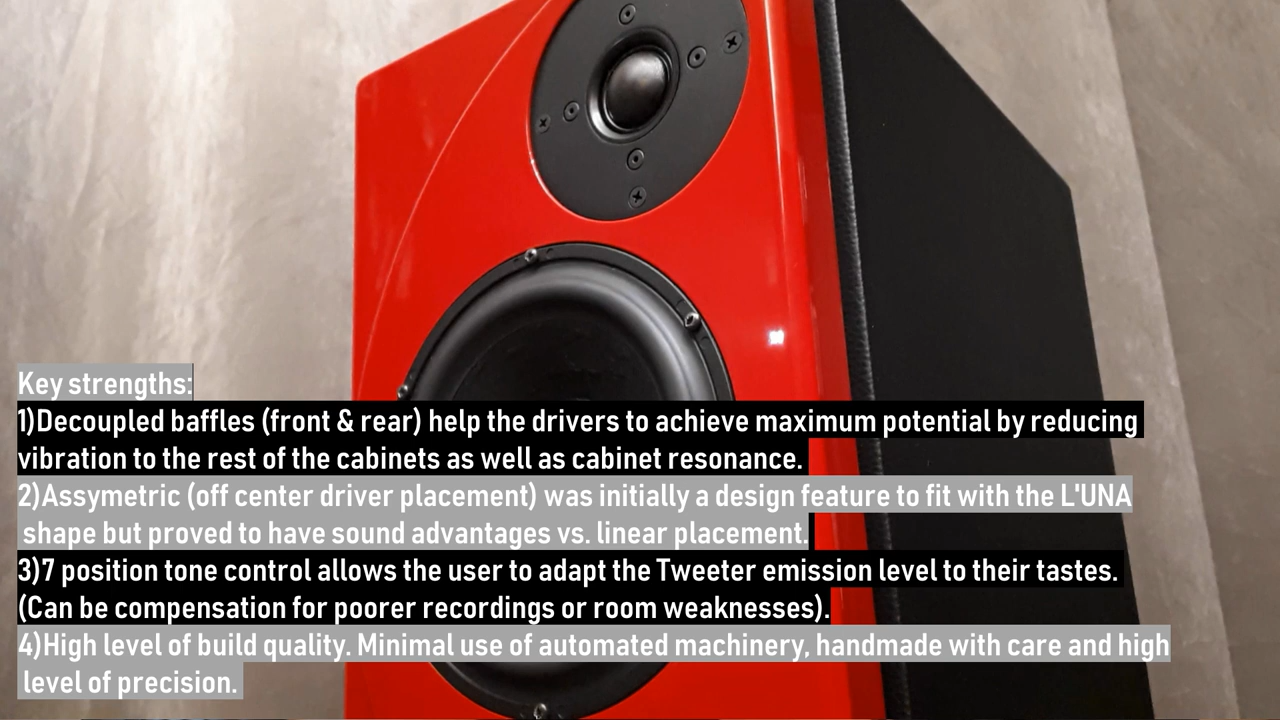 Key strengths:
1)Decoupled baffles (front & rear) help the drivers to achieve maximum potential by reducing
vibration to the rest of the cabinets as well as cabinet resonance.
2)Assymetric (off center driver placement) was initially a design feature to fit with the L'UNA
shape but proved to have sound advantages vs. linear placement.
3)7 position tone control allows the user to adapt the Tweeter emission level to their tastes.
(Can be compensation for poorer recordings or room weaknesses).
4)High level of build quality. Minimal use of automated machinery, handmade with care and high
level of precision.